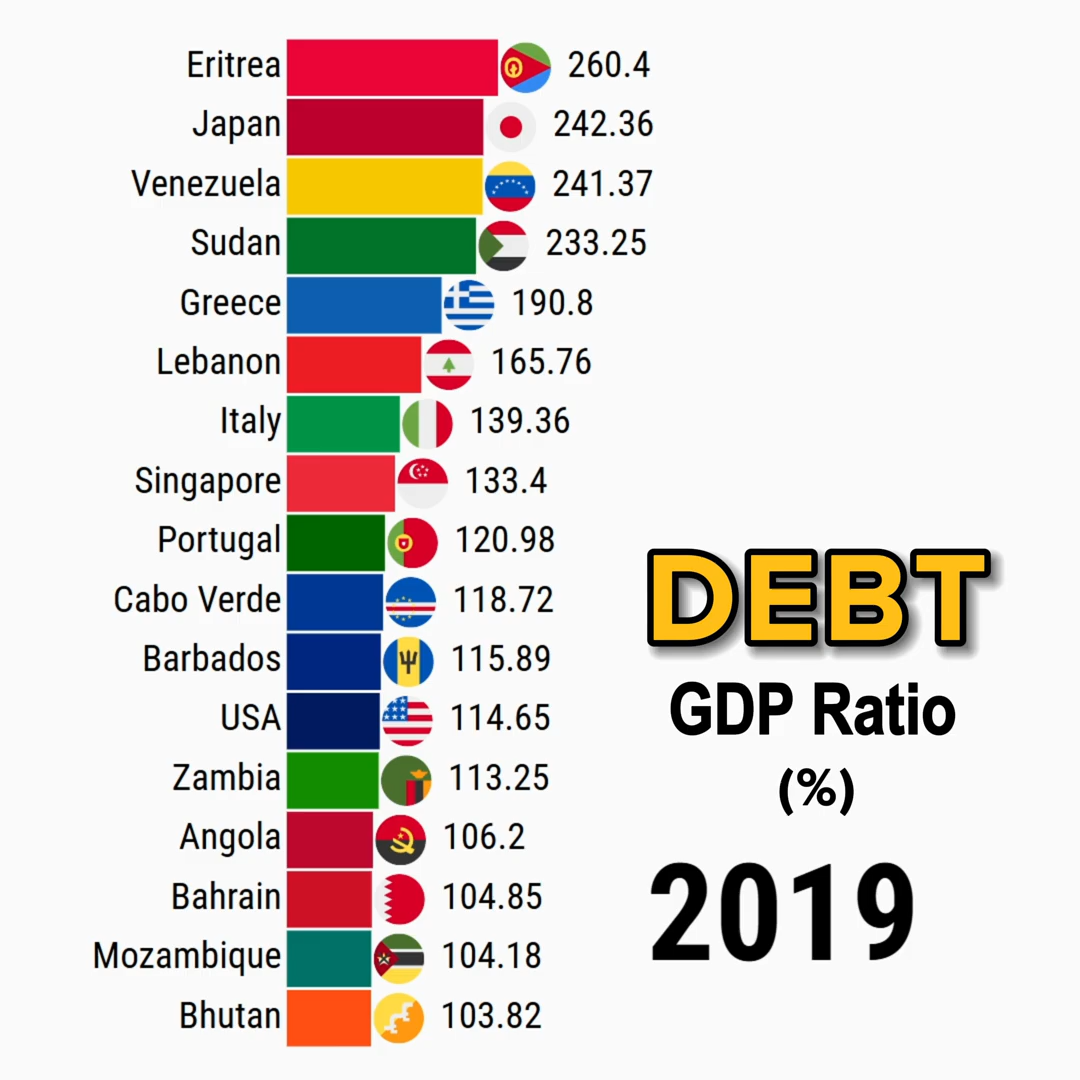 Eritrea 260.4
Japan 242.36
Venezuela 241.37
Sudan 233.25
Greece 190.8
Lebanon 165.76
Italy 139.36
Singapore 133.4
Portugal 120.98
Cabo Verde 118.72
Barbados 115.89
USA 114.65
Zambia 113.25
Angola 106.2
Bahrain 104.85
Mozambique 104.18
Bhutan 103.82
DEBT
GDP Ratio
(%)
2019